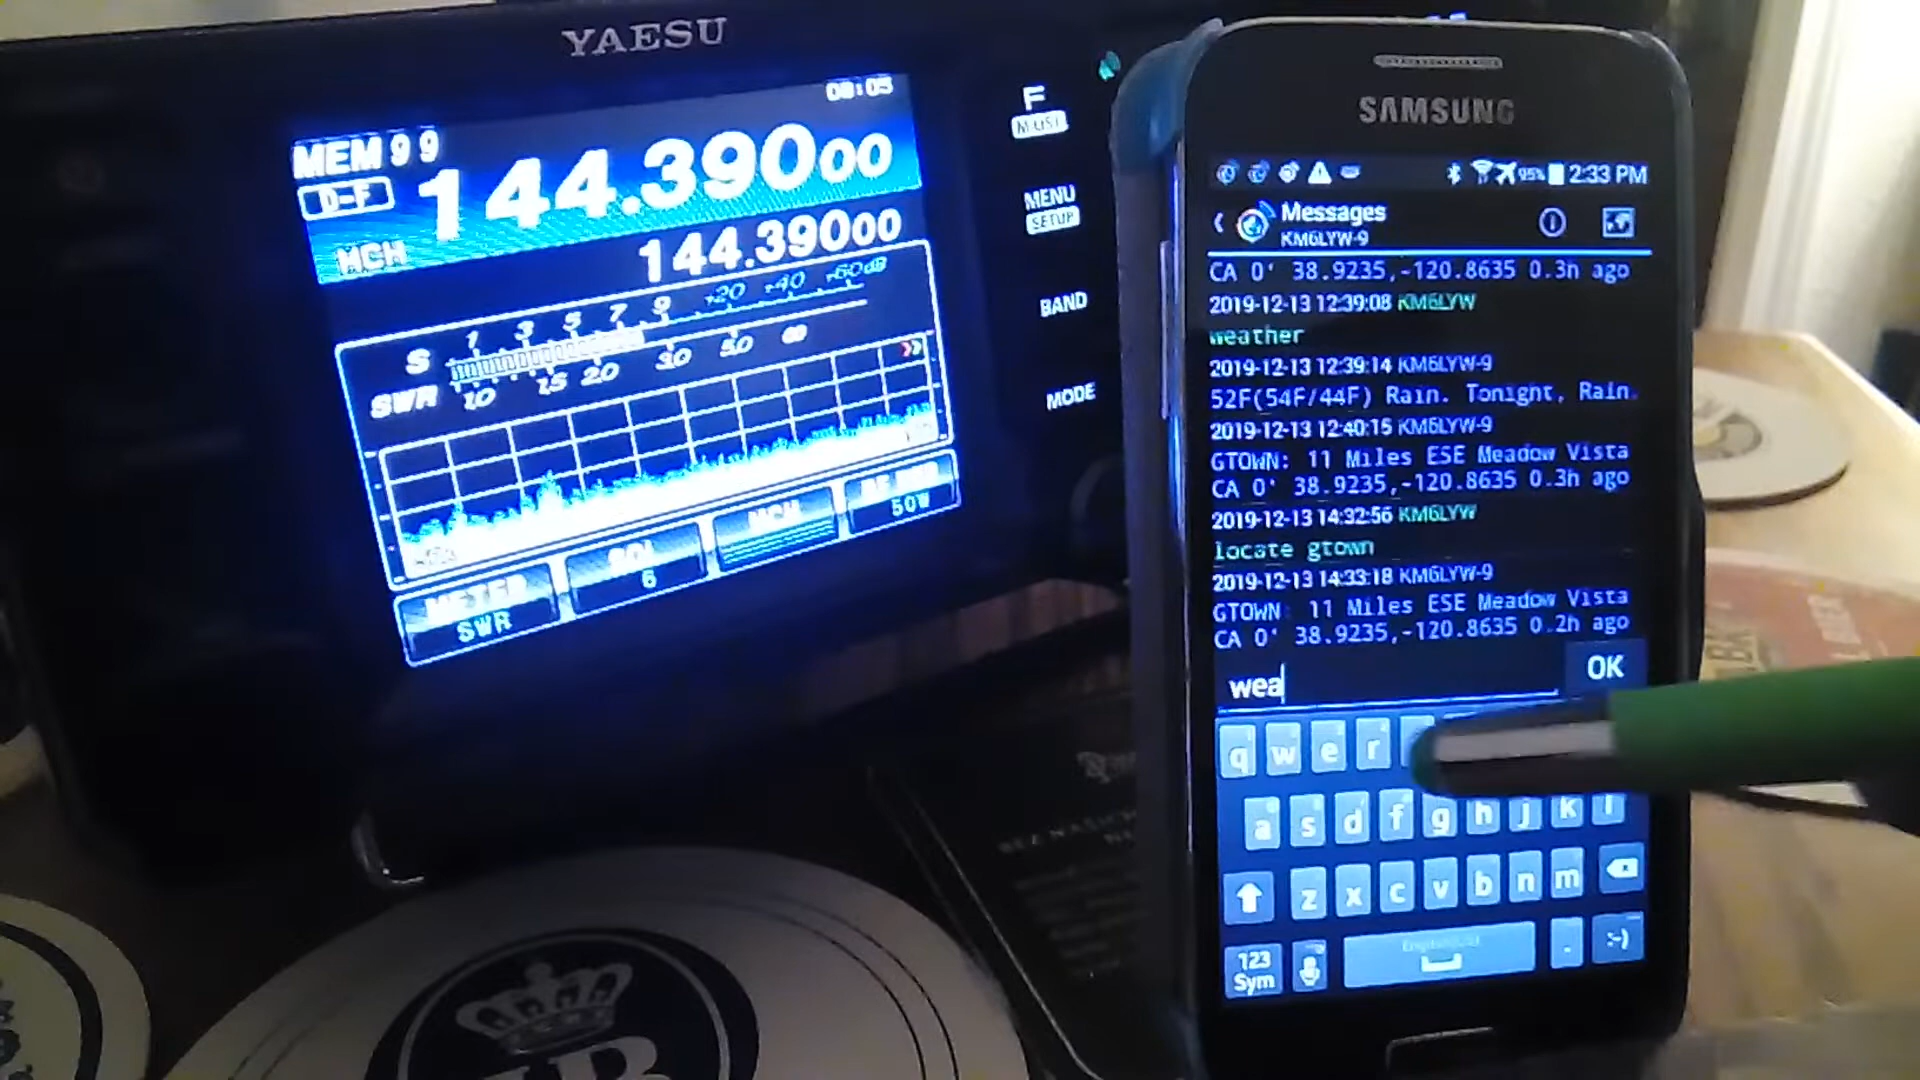 YAESU
08:05
MEM 99
D-F
144.39000
MCH
144.39000
S 1 3 5 7 9 +20 +40 +60dB
SWR 1.0 1.5 2.0 3.0 5.0 ∞
METER
SWR
6
MCH
50W
F
M-LIST
MENU
SETUP
BAND
MODE
SAMSUNG
95% 2:33 PM
Messages
KM6LYW-9
CA 0' 38.9235,-120.8635 0.3h ago
2019-12-13 12:39:08 KM6LYW
weather
2019-12-13 12:39:14 KM6LYW-9
52F(54F/44F) Rain. Tonight, Rain.
2019-12-13 12:40:15 KM6LYW-9
GTOWN: 11 Miles ESE Meadow Vista
CA 0' 38.9235,-120.8635 0.3h ago
2019-12-13 14:32:56 KM6LYW
locate gtown
2019-12-13 14:33:18 KM6LYW-9
GTOWN: 11 Miles ESE Meadow Vista
CA 0' 38.9235,-120.8635 0.2h ago
wea
OK
q w e r
a s d f g h j k l
z x c v b n m
123
Sym
. :-)